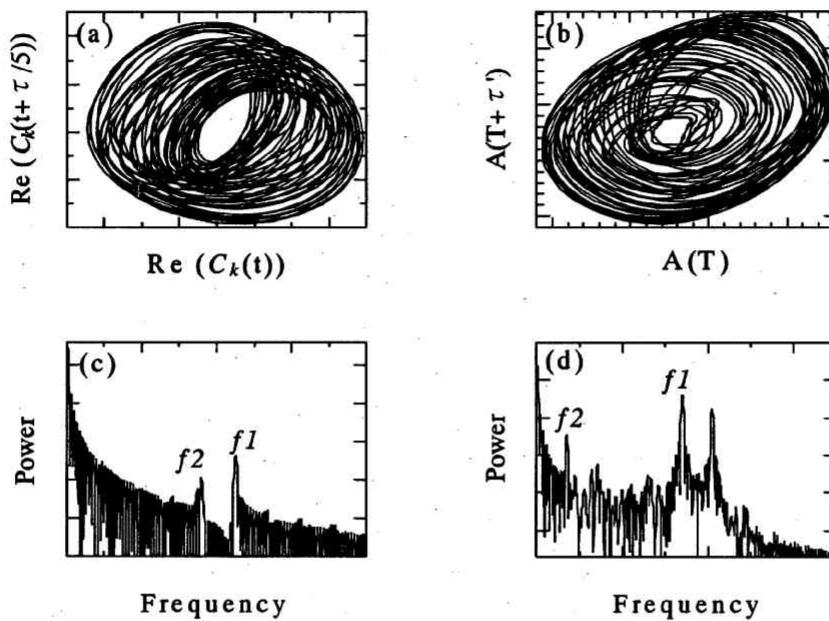 (a)
Re (C_k(t+ τ/5))
Re (C_k(t))
(b)
A(T+ τ')
A(T)
(c)
f2
f1
Power
Frequency
(d)
f2
f1
Power
Frequency